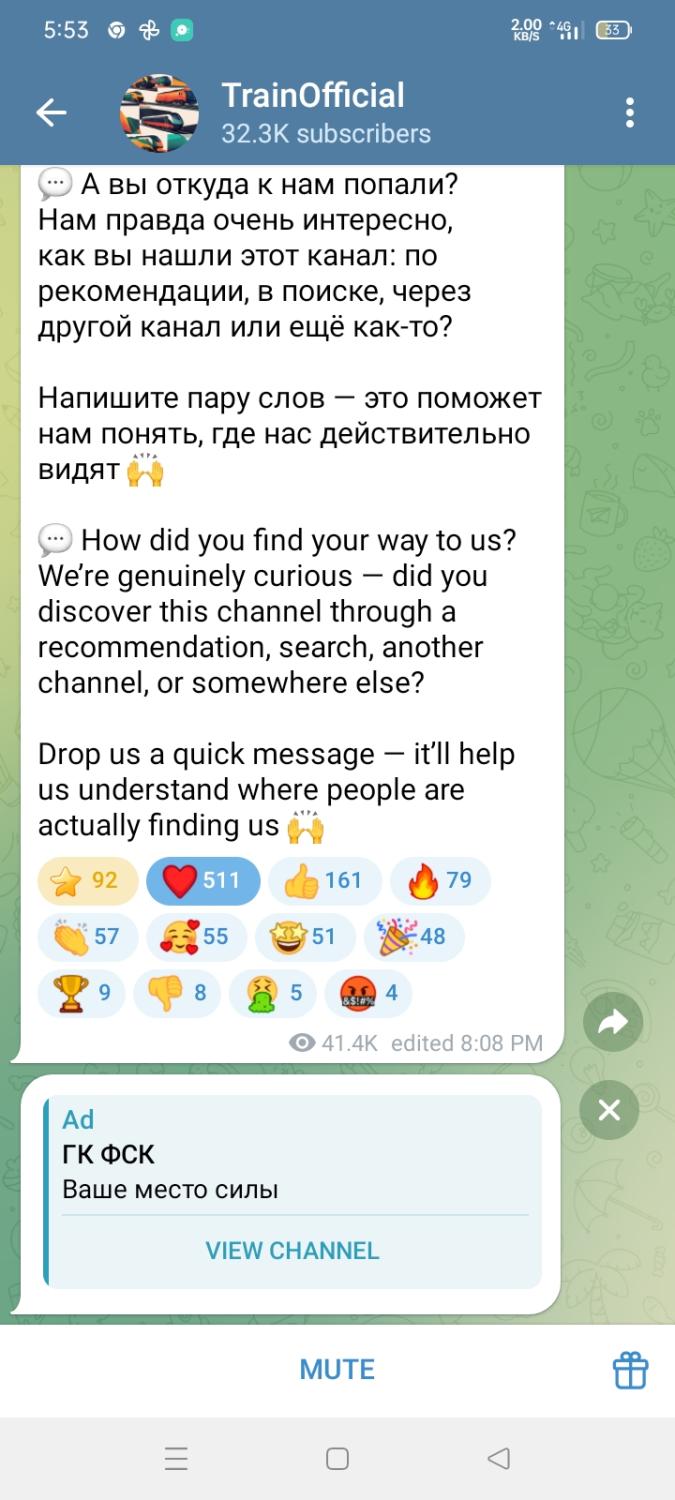 5:53
2.00
KB/S
4G
33
TrainOfficial
32.3K subscribers
💬 А вы откуда к нам попали?
Нам правда очень интересно,
как вы нашли этот канал: по
рекомендации, в поиске, через
другой канал или ещё как-то?
Напишите пару слов — это поможет
нам понять, где нас действительно
видят 🙌
💬 How did you find your way to us?
We’re genuinely curious — did you
discover this channel through a
recommendation, search, another
channel, or somewhere else?
Drop us a quick message — it’ll help
us understand where people are
actually finding us 🙌
⭐ 92 ❤️ 511 👍 161 🔥 79
👏 57 🥰 55 🤩 51 🎉 48
🏆 9 👎 8 🤮 5 🤬 4
41.4K edited 8:08 PM
Ad
ГК ФСК
Ваше место силы
VIEW CHANNEL
MUTE